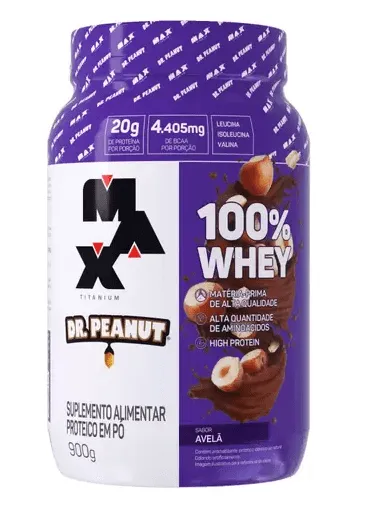 MAX
DR. PEANUT
20g
DE PROTEÍNA
POR PORÇÃO
4.405mg
DE BCAA
POR PORÇÃO
LEUCINA
ISOLEUCINA
VALINA
MAX
TITANIUM
DR. PEANUT
100%
WHEY
MATÉRIA-PRIMA
DE ALTA QUALIDADE
ALTA QUANTIDADE
DE AMINOÁCIDOS
HIGH PROTEIN
SUPLEMENTO ALIMENTAR
PROTEICO EM PÓ
900g
SABOR
AVELÃ